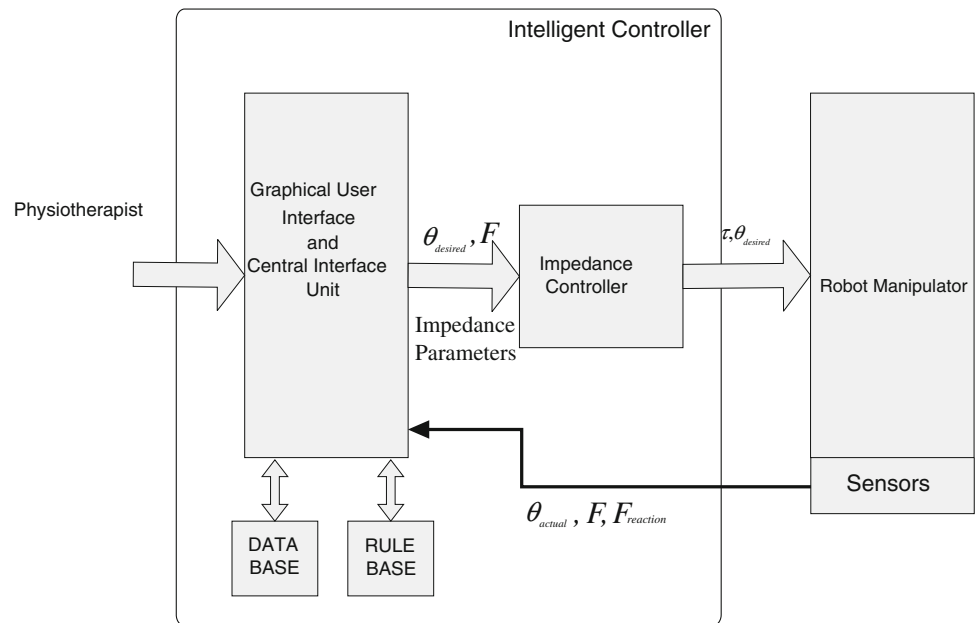 Intelligent Controller
Physiotherapist
Graphical User
Interface
and
Central Interface
Unit
θdesired , F
Impedance
Parameters
Impedance
Controller
τ,θdesired
Robot Manipulator
Sensors
θactual , F, Freaction
DATA
BASE
RULE
BASE